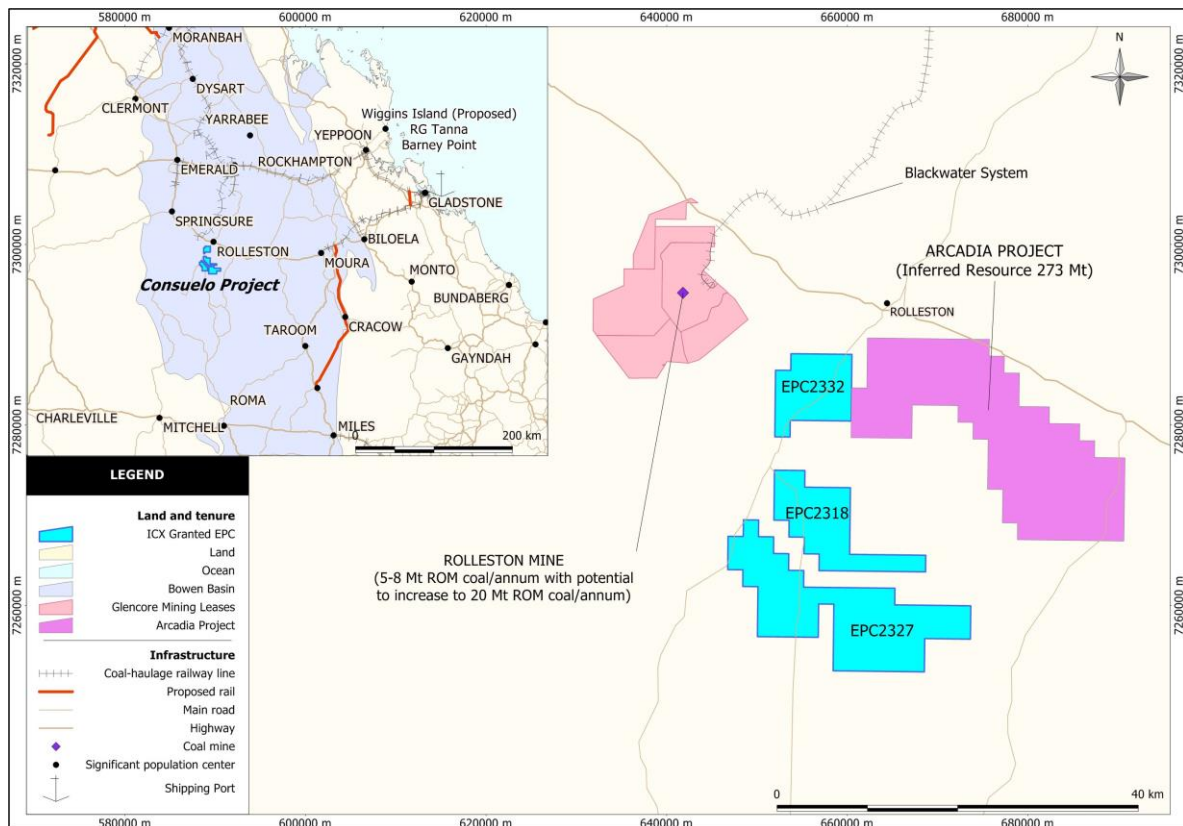 580000 m
600000 m
620000 m
640000 m
660000 m
680000 m
7320000 m
7300000 m
7280000 m
7260000 m
7320000 m
7300000 m
7280000 m
7260000 m
580000 m
600000 m
620000 m
640000 m
660000 m
680000 m
MORANBAH
DYSART
CLERMONT
YARRABEE
Wiggins Island (Proposed)
RG Tanna
Barney Point
YEPPOON
ROCKHAMPTON
EMERALD
GLADSTONE
SPRINGSURE
ROLLESTON
BILOELA
MOURA
Consuelo Project
MONTO
BUNDABERG
TAROOM
CRACOW
GAYNDAH
ROMA
CHARLEVILLE
MITCHELL
MILES
0
200 km
N
Blackwater System
ARCADIA PROJECT
(Inferred Resource 273 Mt)
ROLLESTON
EPC2332
EPC2318
EPC2327
ROLLESTON MINE
(5-8 Mt ROM coal/annum with potential
to increase to 20 Mt ROM coal/annum)
0
40 km
LEGEND
Land and tenure
ICX Granted EPC
Land
Ocean
Bowen Basin
Glencore Mining Leases
Arcadia Project
Infrastructure
Coal-haulage railway line
Proposed rail
Main road
Highway
Coal mine
Significant population center
Shipping Port